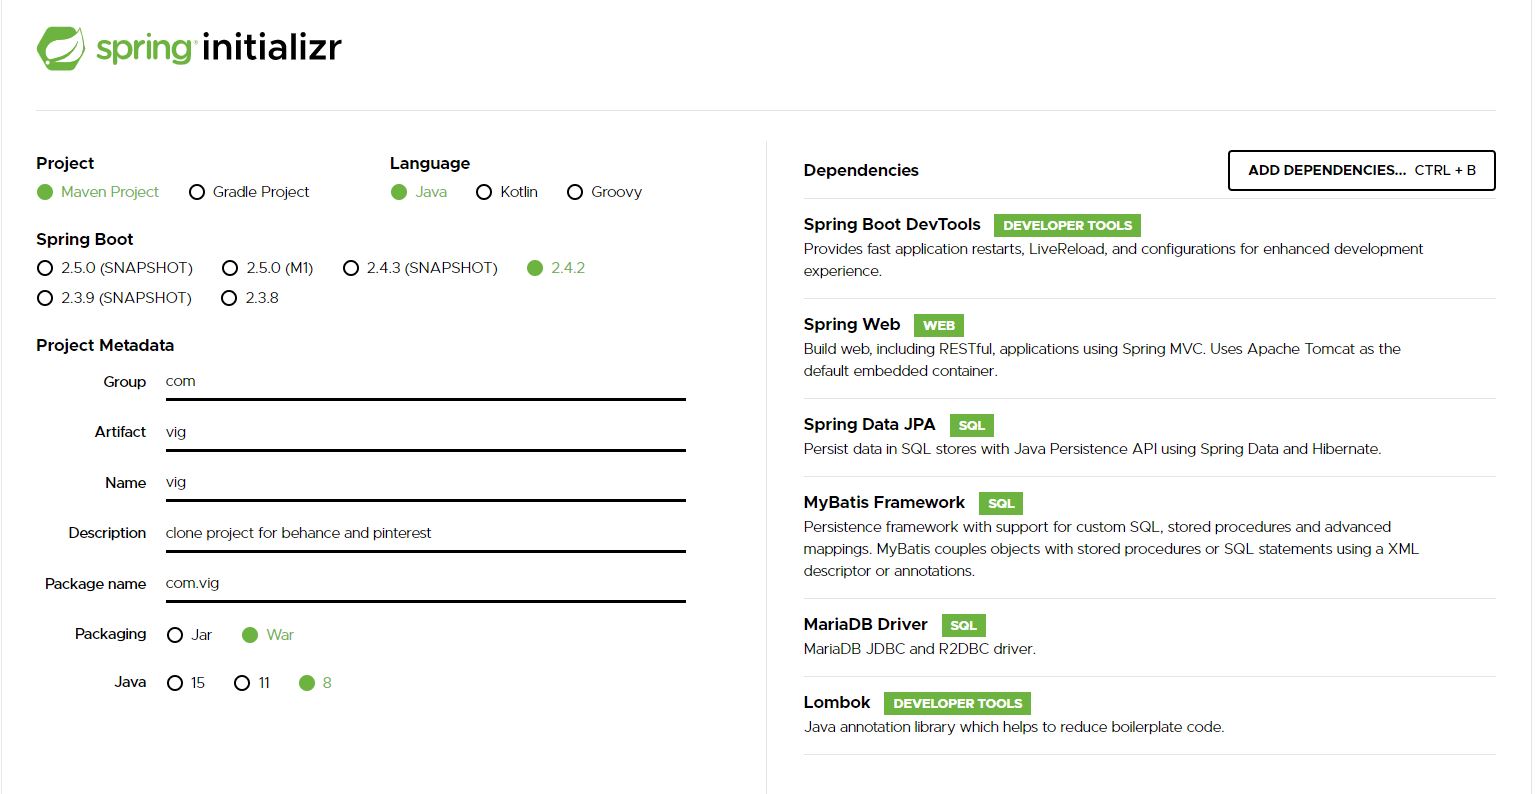 spring initializr
Project
Maven Project Gradle Project
Language
Java Kotlin Groovy
Spring Boot
2.5.0 (SNAPSHOT) 2.5.0 (M1) 2.4.3 (SNAPSHOT) 2.4.2
2.3.9 (SNAPSHOT) 2.3.8
Project Metadata
Group com
Artifact vig
Name vig
Description clone project for behance and pinterest
Package name com.vig
Packaging Jar War
Java 15 11 8
Dependencies ADD DEPENDENCIES... CTRL + B
Spring Boot DevTools DEVELOPER TOOLS
Provides fast application restarts, LiveReload, and configurations for enhanced development
experience.
Spring Web WEB
Build web, including RESTful, applications using Spring MVC. Uses Apache Tomcat as the
default embedded container.
Spring Data JPA SQL
Persist data in SQL stores with Java Persistence API using Spring Data and Hibernate.
MyBatis Framework SQL
Persistence framework with support for custom SQL, stored procedures and advanced
mappings. MyBatis couples objects with stored procedures or SQL statements using a XML
descriptor or annotations.
MariaDB Driver SQL
MariaDB JDBC and R2DBC driver.
Lombok DEVELOPER TOOLS
Java annotation library which helps to reduce boilerplate code.